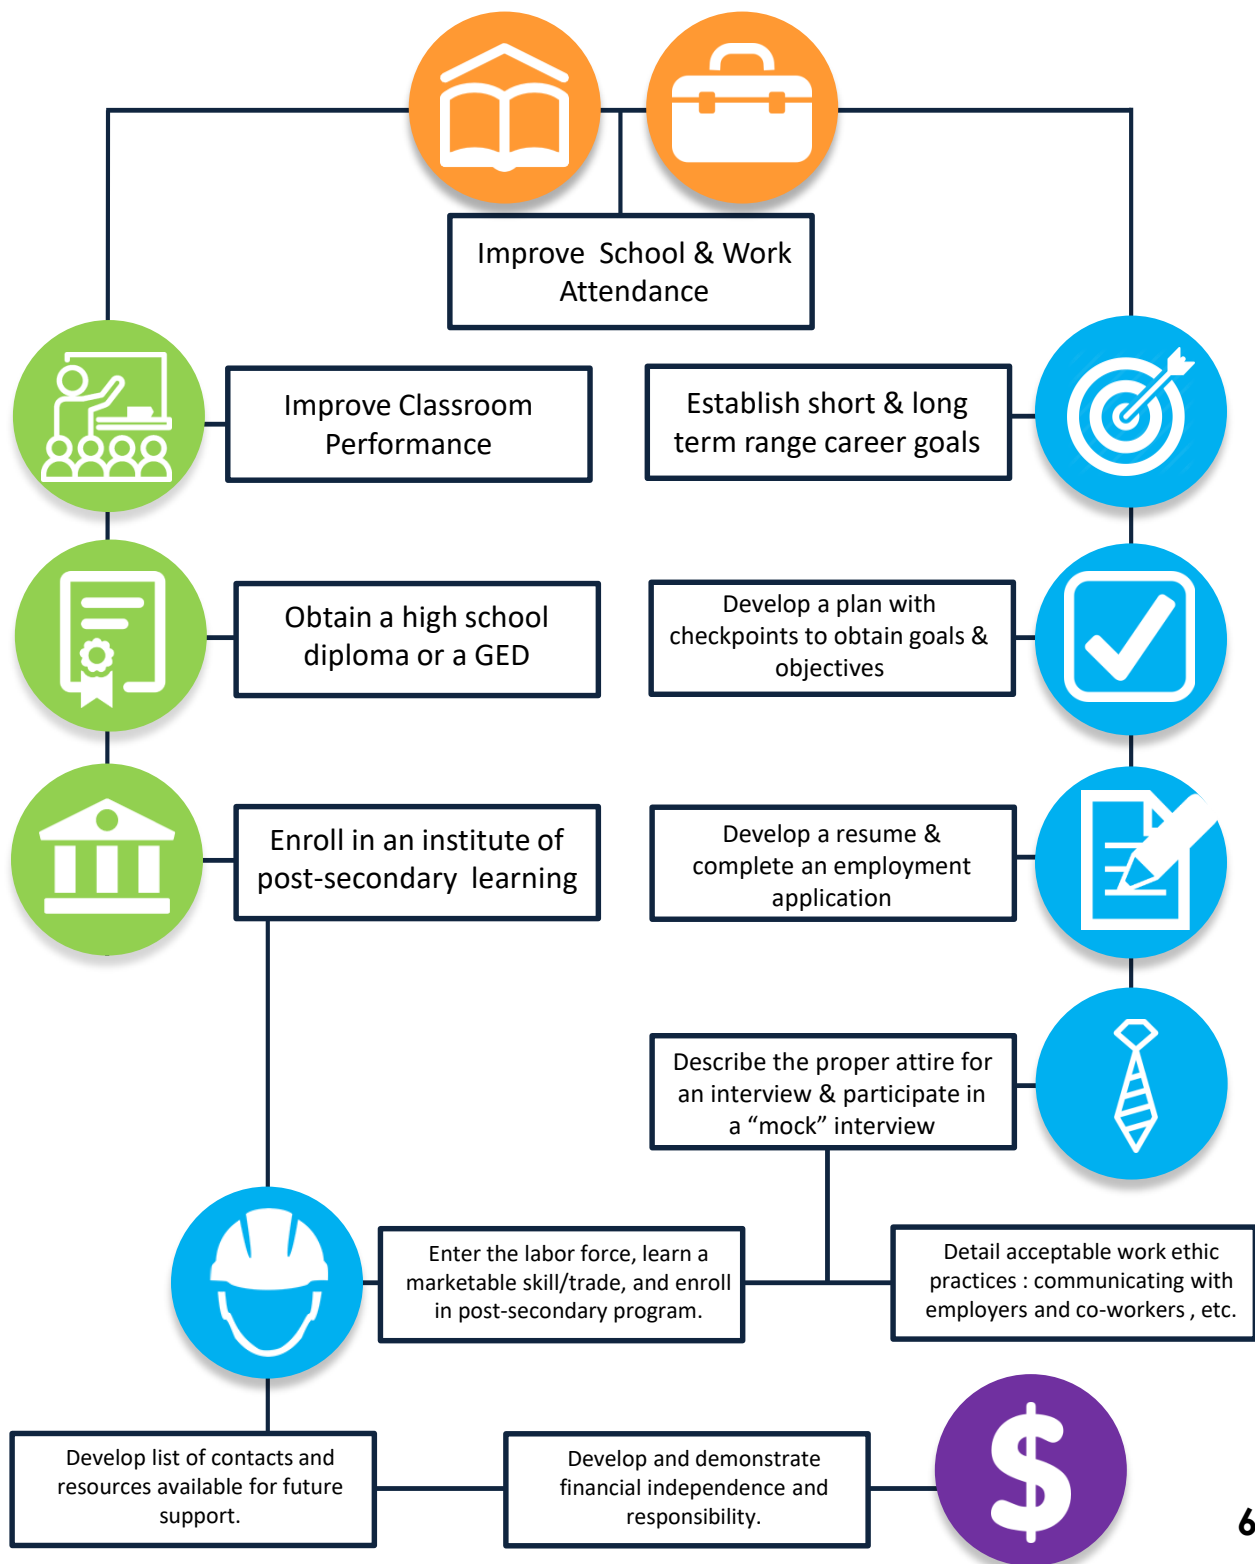 Improve School & Work
Attendance
Improve Classroom
Performance
Establish short & long
term range career goals
Obtain a high school
diploma or a GED
Develop a plan with
checkpoints to obtain goals &
objectives
Enroll in an institute of
post-secondary learning
Develop a resume &
complete an employment
application
Describe the proper attire for
an interview & participate in
a “mock” interview
Enter the labor force, learn a
marketable skill/trade, and enroll
in post-secondary program.
Detail acceptable work ethic
practices : communicating with
employers and co-workers , etc.
Develop list of contacts and
resources available for future
support.
Develop and demonstrate
financial independence and
responsibility.
$
6